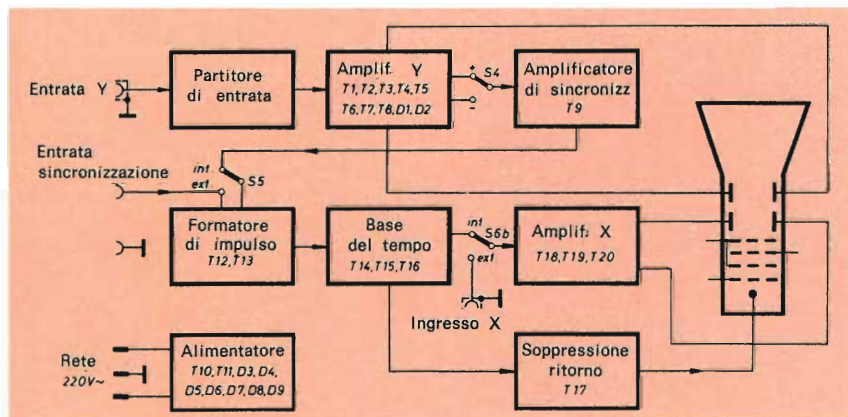 Entrata Y
Partitore
di entrata
Amplif. Y
T1, T2, T3, T4, T5
T6, T7, T8, D1, D2
+
-
S4
Amplificatore
di sincronizz
T9
Entrata
sincronizzazione
int
ext
S5
Formatore
di impulso
T12, T13
Base
del tempo
T14, T15, T16
int
S6b
ext
Amplif. X
T18, T19, T20
Ingresso X
Rete
220V~
Alimentatore
T10, T11, D3, D4,
D5, D6, D7, D8, D9
Soppressione
ritorno
T17